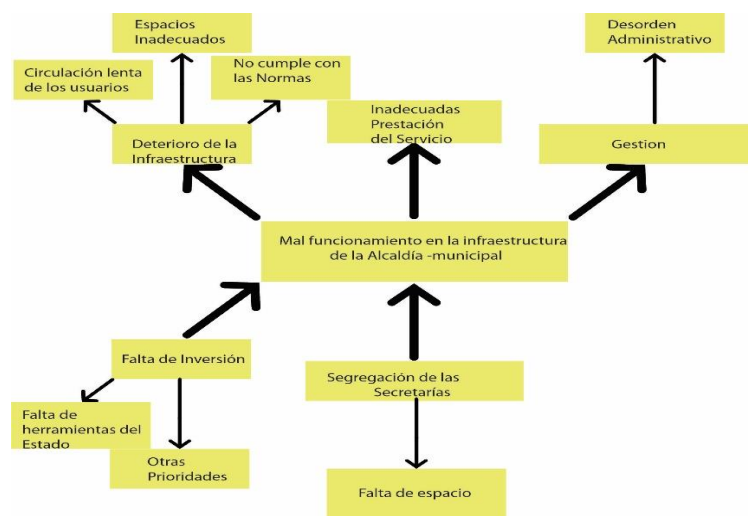 Espacios
Inadecuados
Desorden
Administrativo
Circulación lenta
de los usuarios
No cumple con
las Normas
Inadecuadas
Prestación
del Servicio
Deterioro de la
Infraestructura
Gestion
Mal funcionamiento en la infraestructura
de la Alcaldía -municipal
Falta de Inversión
Segregación de las
Secretarías
Falta de
herramientas del
Estado
Otras
Prioridades
Falta de espacio